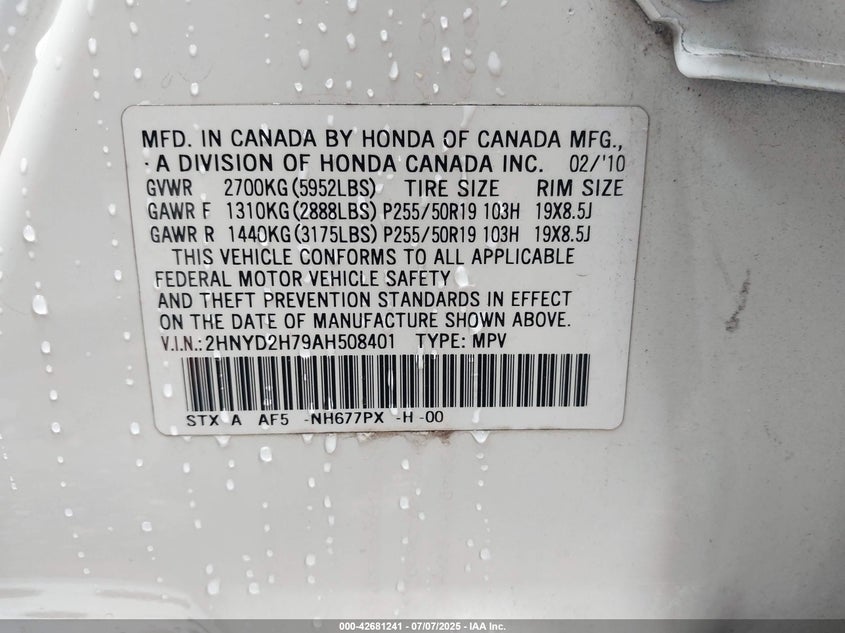 MFD. IN CANADA BY HONDA OF CANADA MFG.,
A DIVISION OF HONDA CANADA INC. 02/'10
GVWR 2700KG(5952LBS) TIRE SIZE RIM SIZE
GAWR F 1310KG(2888LBS) P255/50R19 103H 19X8.5J
GAWR R 1440KG(3175LBS) P255/50R19 103H 19X8.5J
THIS VEHICLE CONFORMS TO ALL APPLICABLE
FEDERAL MOTOR VEHICLE SAFETY
AND THEFT PREVENTION STANDARDS IN EFFECT
ON THE DATE OF MANUFACTURE SHOWN ABOVE.
V.I.N.: 2HNYD2H79AH508401 TYPE: MPV
STX A AF5 -NH677PX -H -00
000-42681241 - 07/07/2025 - IAA Inc.